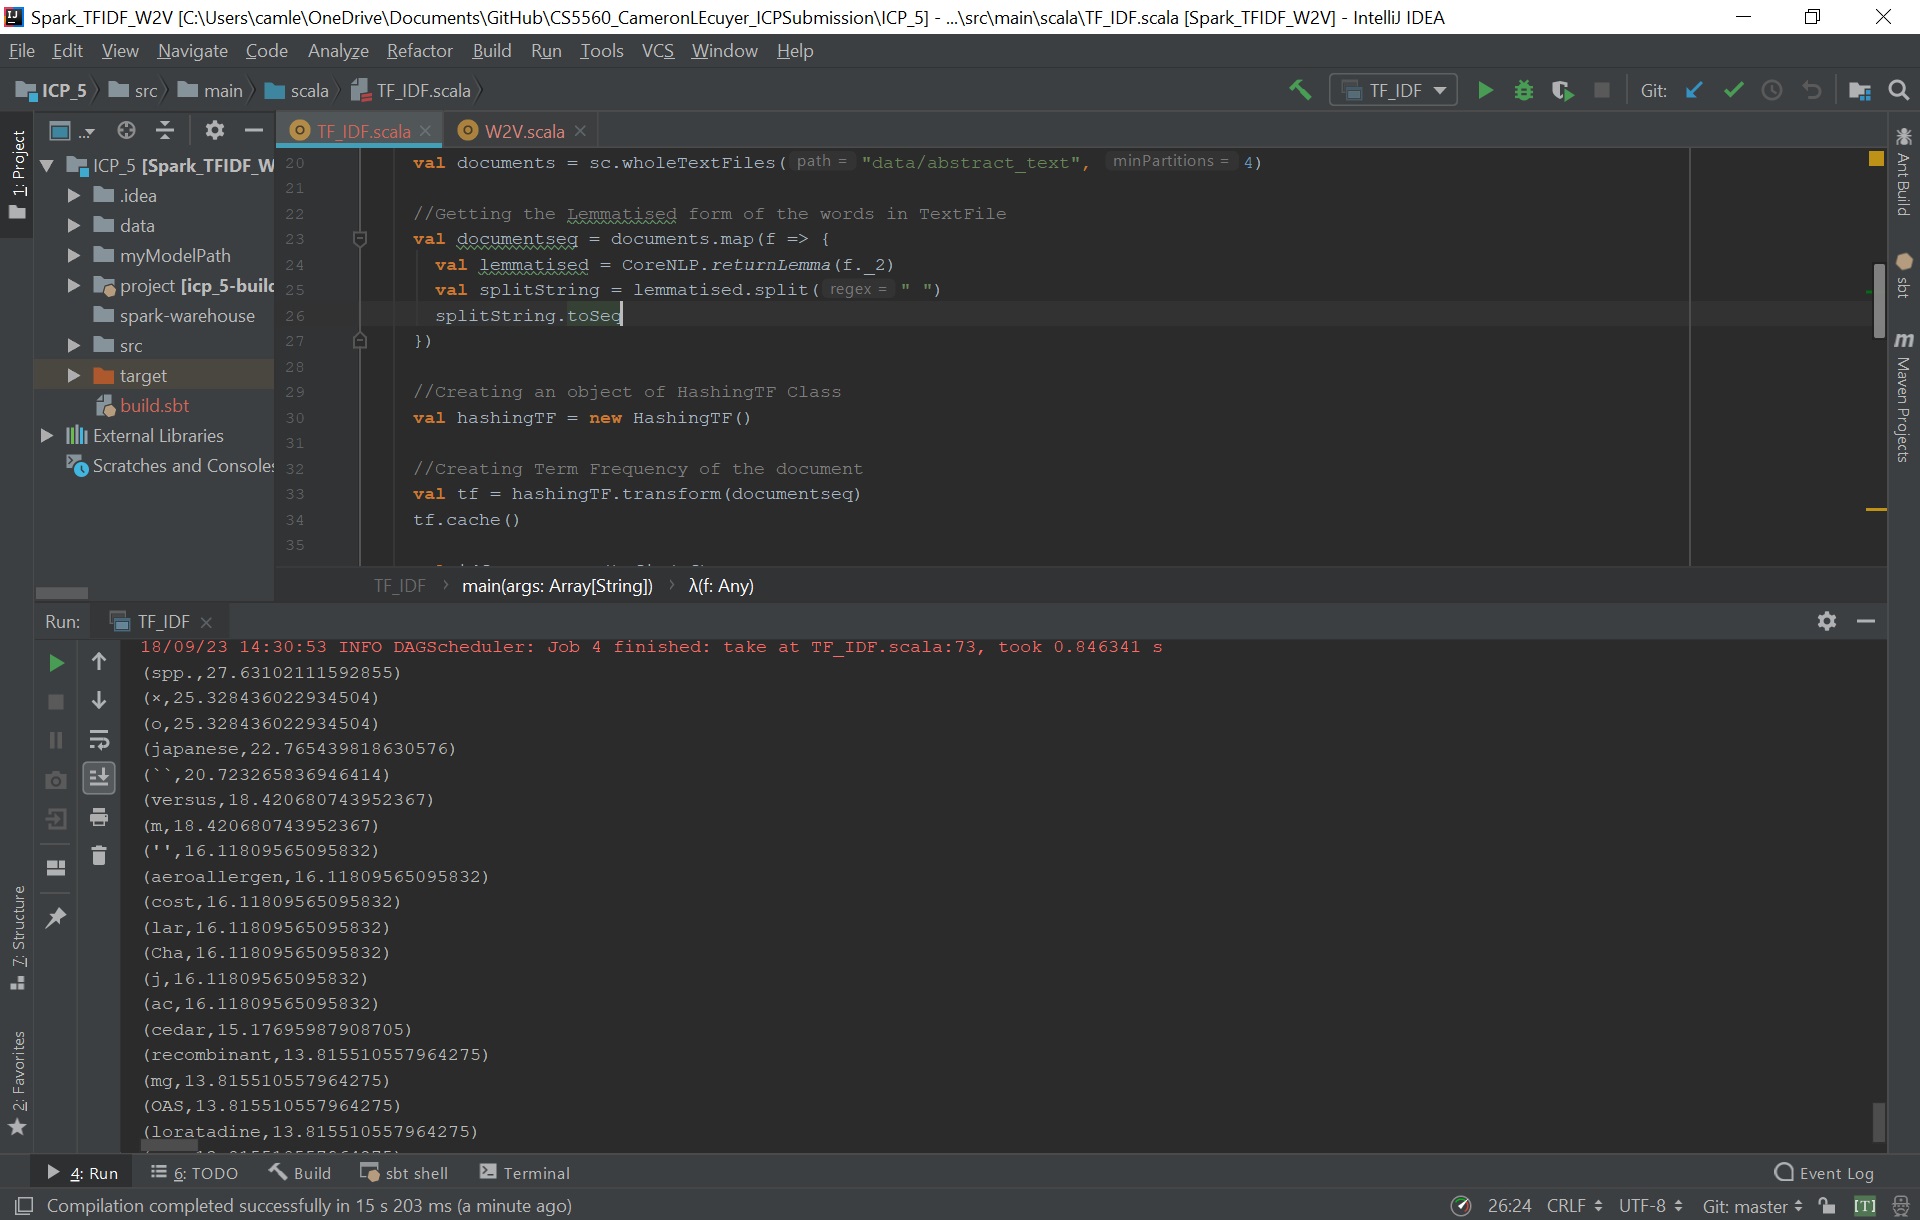 Spark_TFIDF_W2V [C:\Users\camle\OneDrive\Documents\GitHub\CS5560_CameronLEcuyer_ICPSubmission\ICP_5] - ...\src\main\scala\TF_IDF.scala [Spark_TFIDF_W2V] - IntelliJ IDEA
File Edit View Navigate Code Analyze Refactor Build Run Tools VCS Window Help
ICP_5 src main scala TF_IDF.scala TF_IDF Git:
1: Project
...
TF_IDF.scala W2V.scala
ICP_5 [Spark_TFIDF_W
.idea
data
myModelPath
project [icp_5-build
spark-warehouse
src
target
build.sbt
External Libraries
Scratches and Consoles
20 val documents = sc.wholeTextFiles( path = "data/abstract_text", minPartitions = 4)
21
22 //Getting the Lemmatised form of the words in TextFile
23 val documentseq = documents.map(f => {
24 val lemmatised = CoreNLP.returnLemma(f._2)
25 val splitString = lemmatised.split( regex = " ")
26 splitString.toSeq
27 })
28
29 //Creating an object of HashingTF Class
30 val hashingTF = new HashingTF()
31
32 //Creating Term Frequency of the document
33 val tf = hashingTF.transform(documentseq)
34 tf.cache()
35
TF_IDF main(args: Array[String]) λ(f: Any)
Ant Build
sbt
m
Maven Projects
Run: TF_IDF
18/09/23 14:30:53 INFO DAGScheduler: Job 4 finished: take at TF_IDF.scala:73, took 0.846341 s
(spp.,27.63102111592855)
(×,25.328436022934504)
(o,25.328436022934504)
(japanese,22.765439818630576)
(``,20.723265836946414)
(versus,18.420680743952367)
(m,18.420680743952367)
('',16.11809565095832)
(aeroallergen,16.11809565095832)
(cost,16.11809565095832)
(lar,16.11809565095832)
(Cha,16.11809565095832)
(j,16.11809565095832)
(ac,16.11809565095832)
(cedar,15.17695987908705)
(recombinant,13.815510557964275)
(mg,13.815510557964275)
(OAS,13.815510557964275)
(loratadine,13.815510557964275)
7: Structure
2: Favorites
4: Run 6: TODO Build sbt shell Terminal Event Log
Compilation completed successfully in 15 s 203 ms (a minute ago) 26:24 CRLF UTF-8 Git: master [T]